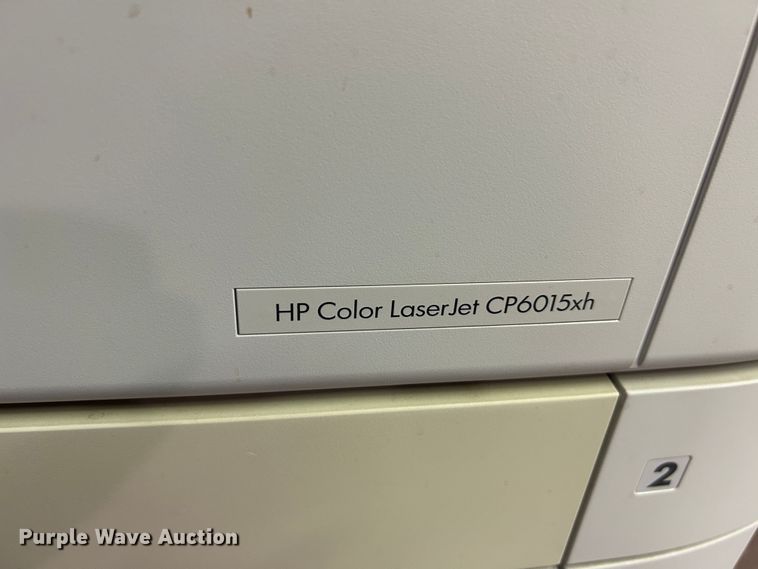 HP Color LaserJet CP6015xh
2
Purple Wave Auction